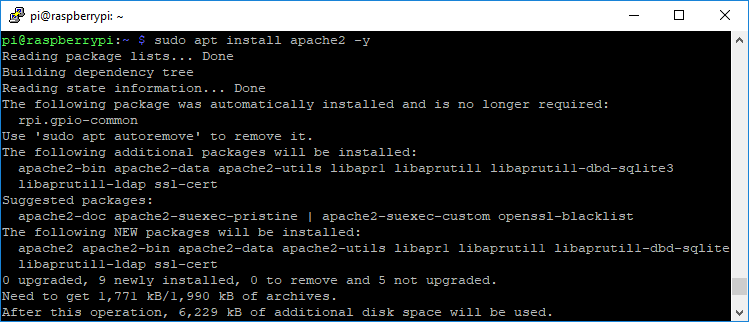 pi@raspberrypi: ~
pi@raspberrypi:~ $ sudo apt install apache2 -y
Reading package lists... Done
Building dependency tree
Reading state information... Done
The following package was automatically installed and is no longer required:
  rpi.gpio-common
Use 'sudo apt autoremove' to remove it.
The following additional packages will be installed:
  apache2-bin apache2-data apache2-utils libapr1 libaprutil1 libaprutil1-dbd-sqlite3
  libaprutil1-ldap ssl-cert
Suggested packages:
  apache2-doc apache2-suexec-pristine | apache2-suexec-custom openssl-blacklist
The following NEW packages will be installed:
  apache2 apache2-bin apache2-data apache2-utils libapr1 libaprutil1 libaprutil1-dbd-sqlite
  libaprutil1-ldap ssl-cert
0 upgraded, 9 newly installed, 0 to remove and 5 not upgraded.
Need to get 1,771 kB/1,990 kB of archives.
After this operation, 6,229 kB of additional disk space will be used.